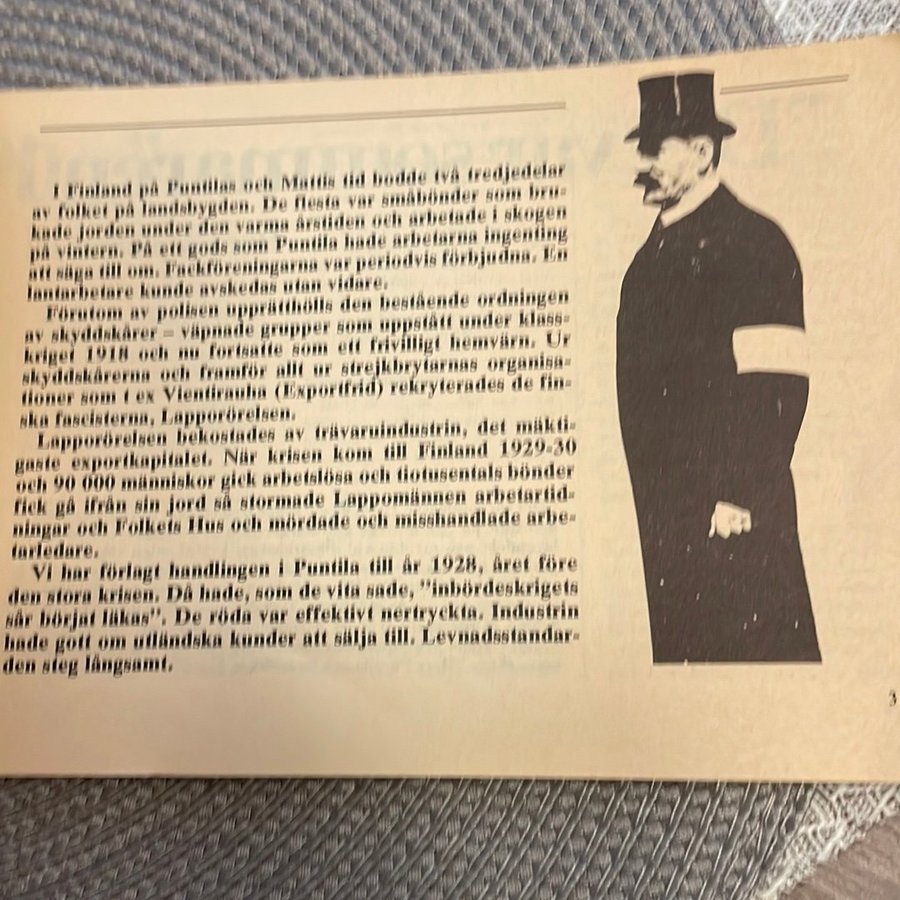 I Finland på Puntilas och Mattis tid bodde två tredjedelar
av folket på landsbygden. De flesta var småbönder som bru-
kade jorden under den varma årstiden och arbetade i skogen
på vintern. På ett gods som Puntila hade arbetarna ingenting
att säga till om. Fackföreningarna var periodvis förbjudna. En
lantarbetare kunde avskedas utan vidare.
Förutom av polisen upprätthölls den bestående ordningen
av skyddskårer – väpnade grupper som uppstått under klass-
kriget 1918 och nu fortsatte som ett frivilligt hemvärn. Ur
skyddskårerna och framför allt ur strejkbrytarnas organisa-
tioner som t ex Vientirauha (Exportfrid) rekryterades de fin-
ska fascisterna, Lapporörelsen.
Lapporörelsen bekostades av trävaruindustrin, det mäkti-
gaste exportkapitalet. När krisen kom till Finland 1929-30
och 90 000 människor gick arbetslösa och tiotusentals bönder
fick gå ifrån sin jord så stormade Lappomännen arbetartid-
ningar och Folkets Hus och mördade och misshandlade arbe-
tarledare.
Vi har förlagt handlingen i Puntila till år 1928, året före
den stora krisen. Då hade, som de vita sade, ”inbördeskrigets
sår börjat läkas”. De röda var effektivt nertryckta. Industrin
hade gott om utländska kunder att sälja till. Levnadsstandar-
den steg långsamt.
3